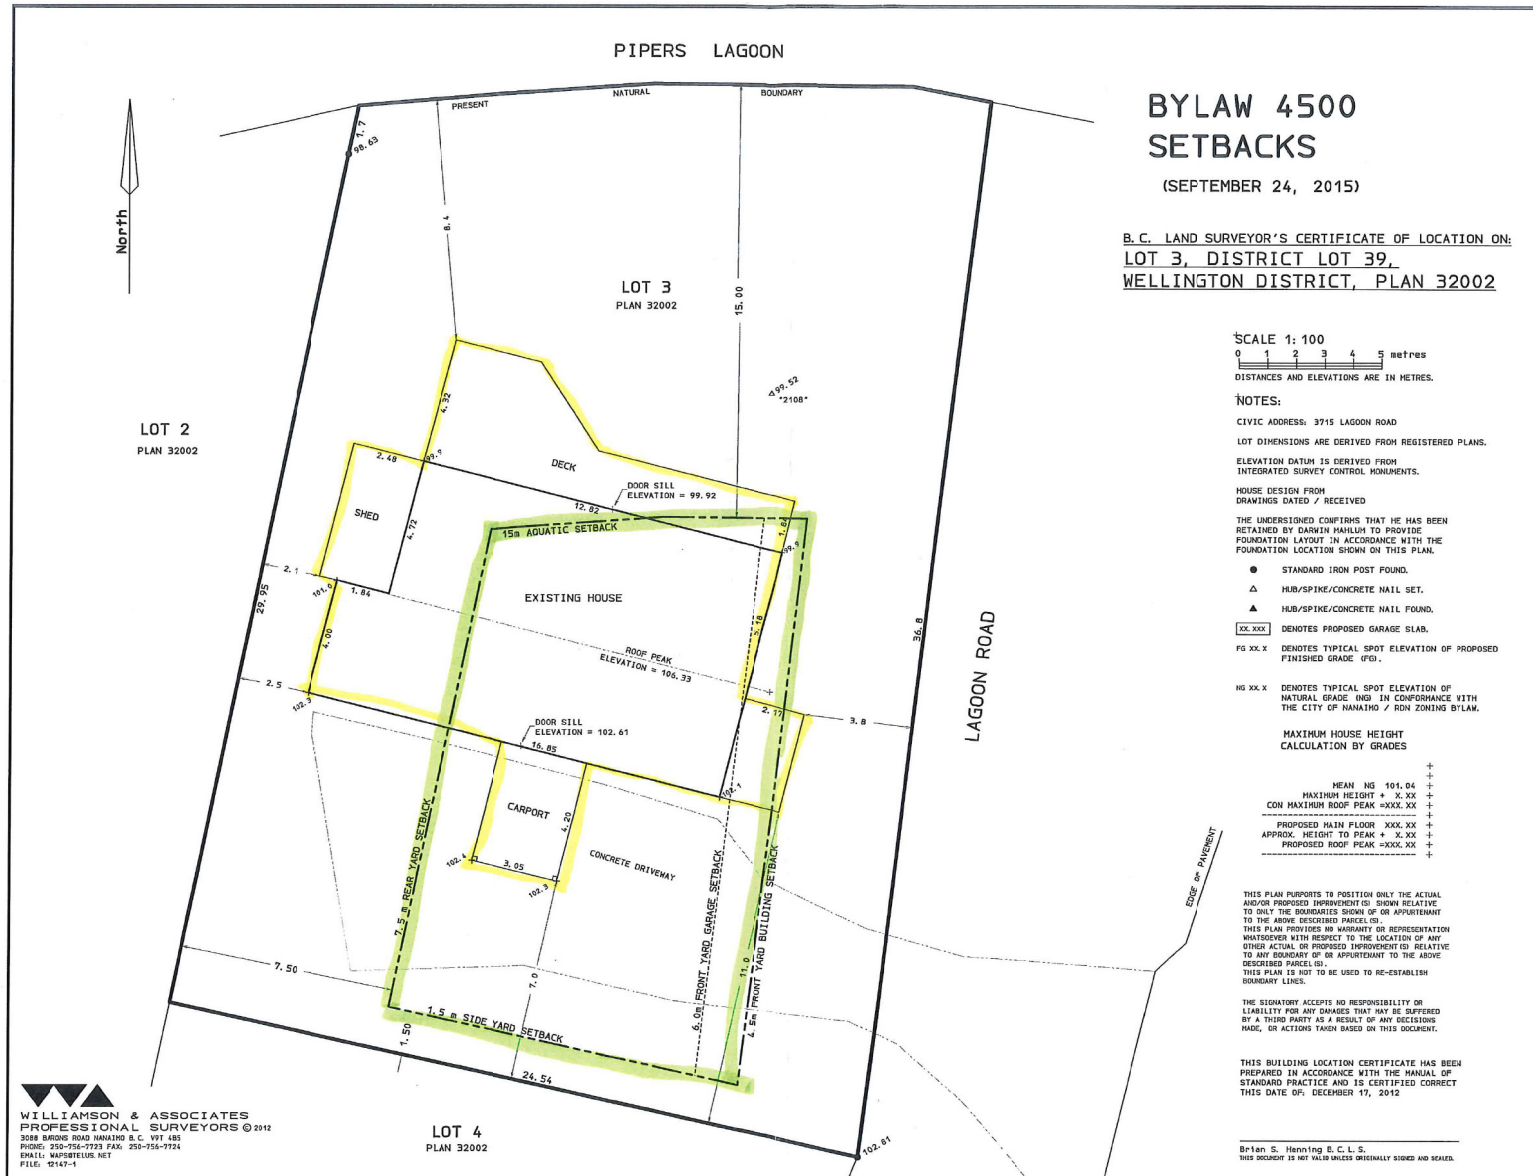 PIPERS LAGOON
PRESENT NATURAL BOUNDARY
BYLAW 4500
SETBACKS
(SEPTEMBER 24, 2015)
B.C. LAND SURVEYOR'S CERTIFICATE OF LOCATION ON:
LOT 3, DISTRICT LOT 39,
WELLINGTON DISTRICT, PLAN 32002
SCALE 1:100
0 1 2 3 4 5 metres
DISTANCES AND ELEVATIONS ARE IN METRES.
NOTES:
CIVIC ADDRESS: 3715 LAGOON ROAD
LOT DIMENSIONS ARE DERIVED FROM REGISTERED PLANS.
ELEVATION DATUM IS DERIVED FROM
INTEGRATED SURVEY CONTROL MONUMENTS.
HOUSE DESIGN FROM
DRAWINGS DATED / RECEIVED
THE UNDERSIGNED CONFIRMS THAT HE HAS BEEN
RETAINED BY DARWIN MAHLUM TO PROVIDE
FOUNDATION LAYOUT IN ACCORDANCE WITH THE
FOUNDATION LOCATION SHOWN ON THIS PLAN.
STANDARD IRON POST FOUND.
HUB/SPIKE/CONCRETE NAIL SET.
HUB/SPIKE/CONCRETE NAIL FOUND.
XX.XXX DENOTES PROPOSED GARAGE SLAB.
FG XX.X DENOTES TYPICAL SPOT ELEVATION OF PROPOSED
FINISHED GRADE (FG).
NG XX.X DENOTES TYPICAL SPOT ELEVATION OF
NATURAL GRADE (NG) IN CONFORMANCE WITH
THE CITY OF NANAIMO / RDN ZONING BYLAW.
MAXIMUM HOUSE HEIGHT
CALCULATION BY GRADES
MEAN NG 101.04 +
MAXIMUM HEIGHT + X.XX +
CON MAXIMUM ROOF PEAK =XXX.XX +
PROPOSED MAIN FLOOR XXX.XX +
APPROX. HEIGHT TO PEAK + X.XX +
PROPOSED ROOF PEAK =XXX.XX +
THIS PLAN PURPORTS TO POSITION ONLY THE ACTUAL
AND/OR PROPOSED IMPROVEMENT(S) SHOWN RELATIVE
TO ONLY THE BOUNDARIES SHOWN OF OR APPURTENANT
TO THE ABOVE DESCRIBED PARCEL(S).
THIS PLAN PROVIDES NO WARRANTY OR REPRESENTATION
WHATSOEVER WITH RESPECT TO THE LOCATION OF ANY
OTHER ACTUAL OR PROPOSED IMPROVEMENT(S) RELATIVE
TO ANY BOUNDARY OF OR APPURTENANT TO THE ABOVE
DESCRIBED PARCEL(S).
THIS PLAN IS NOT TO BE USED TO RE-ESTABLISH
BOUNDARY LINES.
THE SIGNATORY ACCEPTS NO RESPONSIBILITY OR
LIABILITY FOR ANY DAMAGES THAT MAY BE SUFFERED
BY A THIRD PARTY AS A RESULT OF ANY DECISIONS
MADE, OR ACTIONS TAKEN BASED ON THIS DOCUMENT.
THIS BUILDING LOCATION CERTIFICATE HAS BEEN
PREPARED IN ACCORDANCE WITH THE MANUAL OF
STANDARD PRACTICE AND IS CERTIFIED CORRECT
THIS DATE OF: DECEMBER 17, 2012
Brian S. Henning B.C.L.S.
THIS DOCUMENT IS NOT VALID UNLESS ORIGINALLY SIGNED AND SEALED.
North
1.7
98.63
8.4
15.00
LOT 3
PLAN 32002
99.52
"2108"
LOT 2
PLAN 32002
4.32
2.48
99.9
DECK
DOOR SILL
ELEVATION = 99.92
12.82
SHED
4.72
15m AQUATIC SETBACK
99.9
2.1
101.0
1.84
29.95
EXISTING HOUSE
4.00
5.18
36.8
ROOF PEAK
ELEVATION = 106.33
LAGOON ROAD
2.5
102.3
2.17
3.8
DOOR SILL
ELEVATION = 102.61
16.85
102.1
CARPORT
4.20
102.4
3.05
102.3
CONCRETE DRIVEWAY
7.5 m REAR YARD SETBACK
6.0m FRONT YARD GARAGE SETBACK
4.5m FRONT YARD BUILDING SETBACK
EDGE OF PAVEMENT
7.50
7.0
11.0
1.5 m SIDE YARD SETBACK
1.50
24.54
102.81
LOT 4
PLAN 32002
WILLIAMSON & ASSOCIATES
PROFESSIONAL SURVEYORS © 2012
3088 BARONS ROAD NANAIMO B.C. V9T 4B5
PHONE: 250-756-7723 FAX: 250-756-7724
EMAIL: WAPS@TELUS.NET
FILE: 12147-1